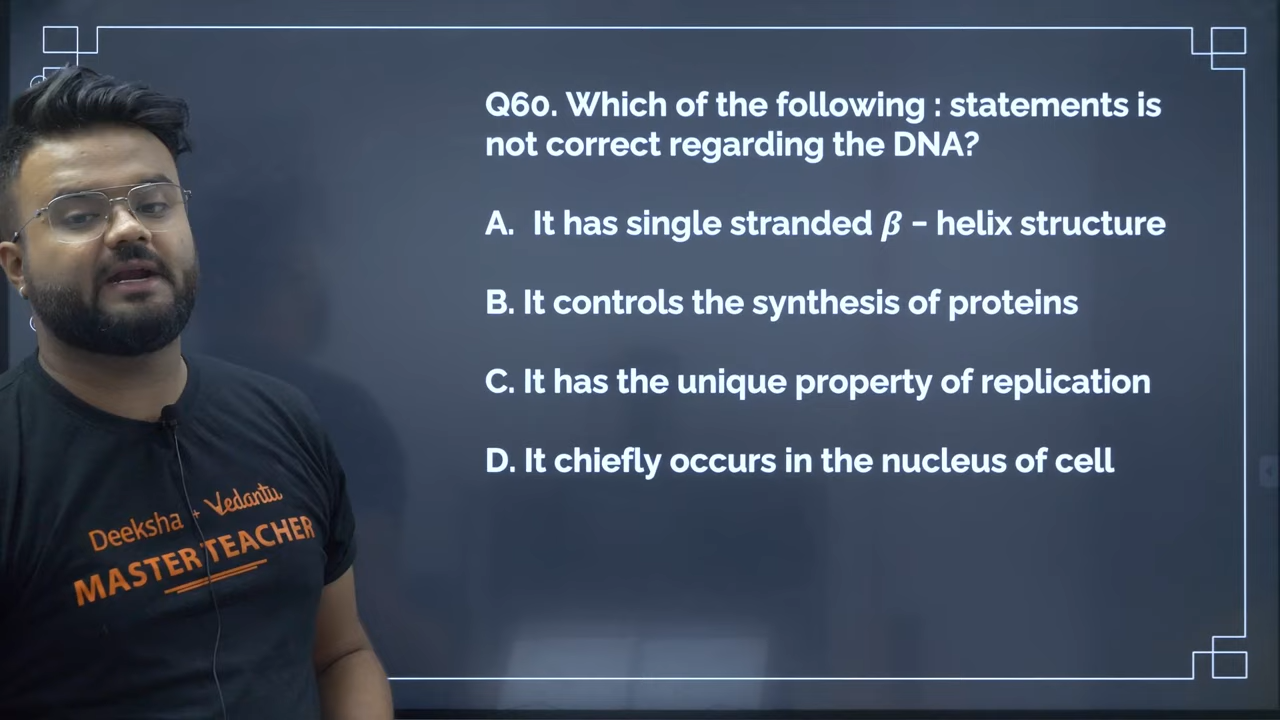 Q60. Which of the following : statements is
not correct regarding the DNA?
A. It has single stranded β – helix structure
B. It controls the synthesis of proteins
C. It has the unique property of replication
D. It chiefly occurs in the nucleus of cell
Deeksha + Vedantu
MASTER TEACHER